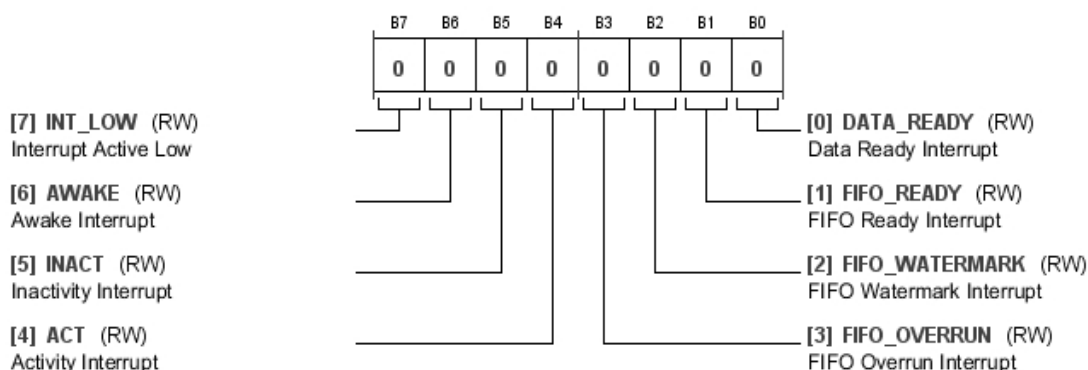 B7 B6 B5 B4 B3 B2 B1 B0
0 0 0 0 0 0 0 0
[7] INT_LOW (RW)
Interrupt Active Low
[6] AWAKE (RW)
Awake Interrupt
[5] INACT (RW)
Inactivity Interrupt
[4] ACT (RW)
Activity Interrupt
[0] DATA_READY (RW)
Data Ready Interrupt
[1] FIFO_READY (RW)
FIFO Ready Interrupt
[2] FIFO_WATERMARK (RW)
FIFO Watermark Interrupt
[3] FIFO_OVERRUN (RW)
FIFO Overrun Interrupt